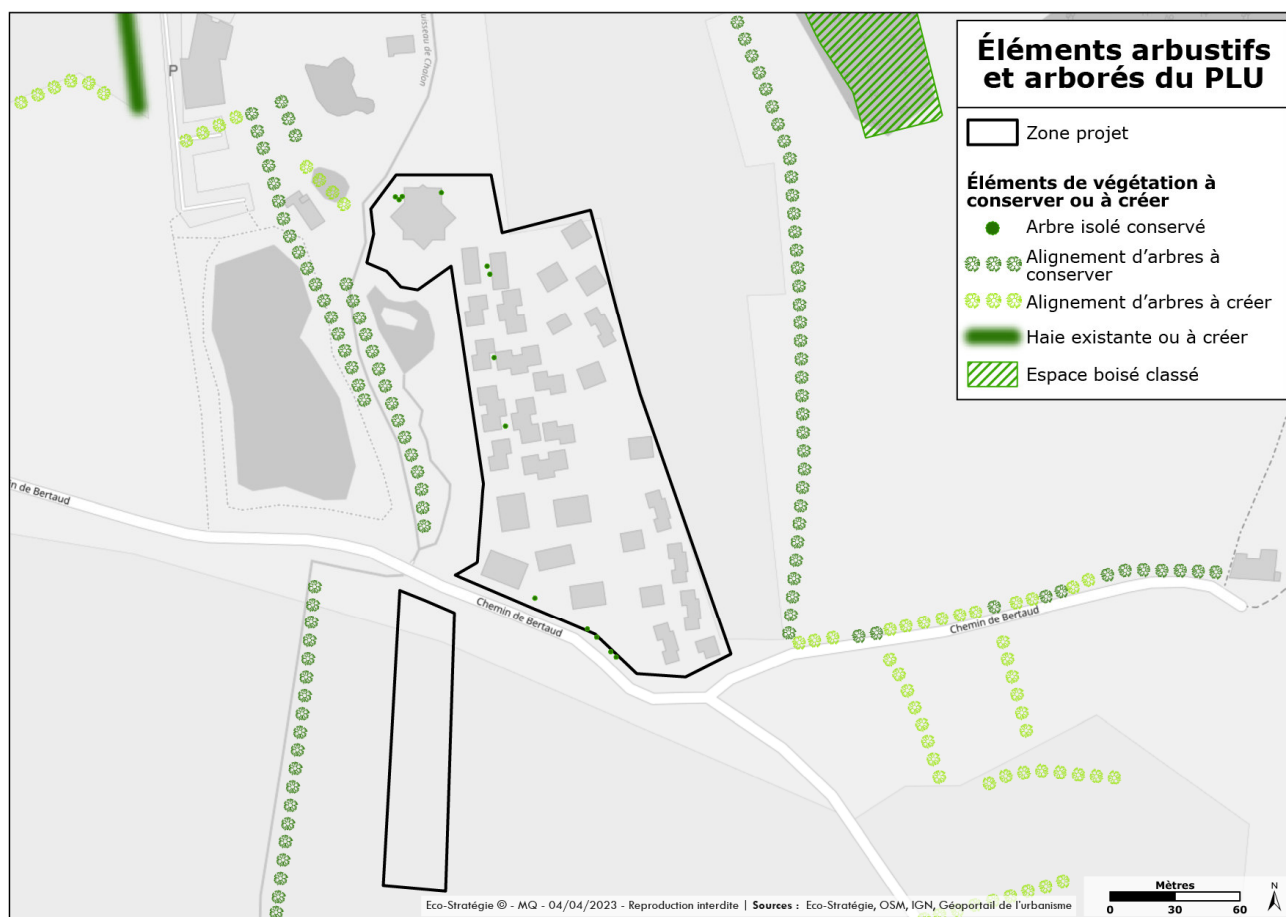 Éléments arbustifs
et arborés du PLU
Zone projet
Éléments de végétation à
conserver ou à créer
Arbre isolé conservé
Alignement d'arbres à
conserver
Alignement d'arbres à créer
Haie existante ou à créer
Espace boisé classé
P
uisseau de Chalon
n de Bertaud
Chemin de Bertaud
Chemin de Bertaud
Eco-Stratégie © - MQ - 04/04/2023 - Reproduction interdite | Sources : Eco-Stratégie, OSM, IGN, Géoportail de l'urbanisme
Mètres
0 30 60
N